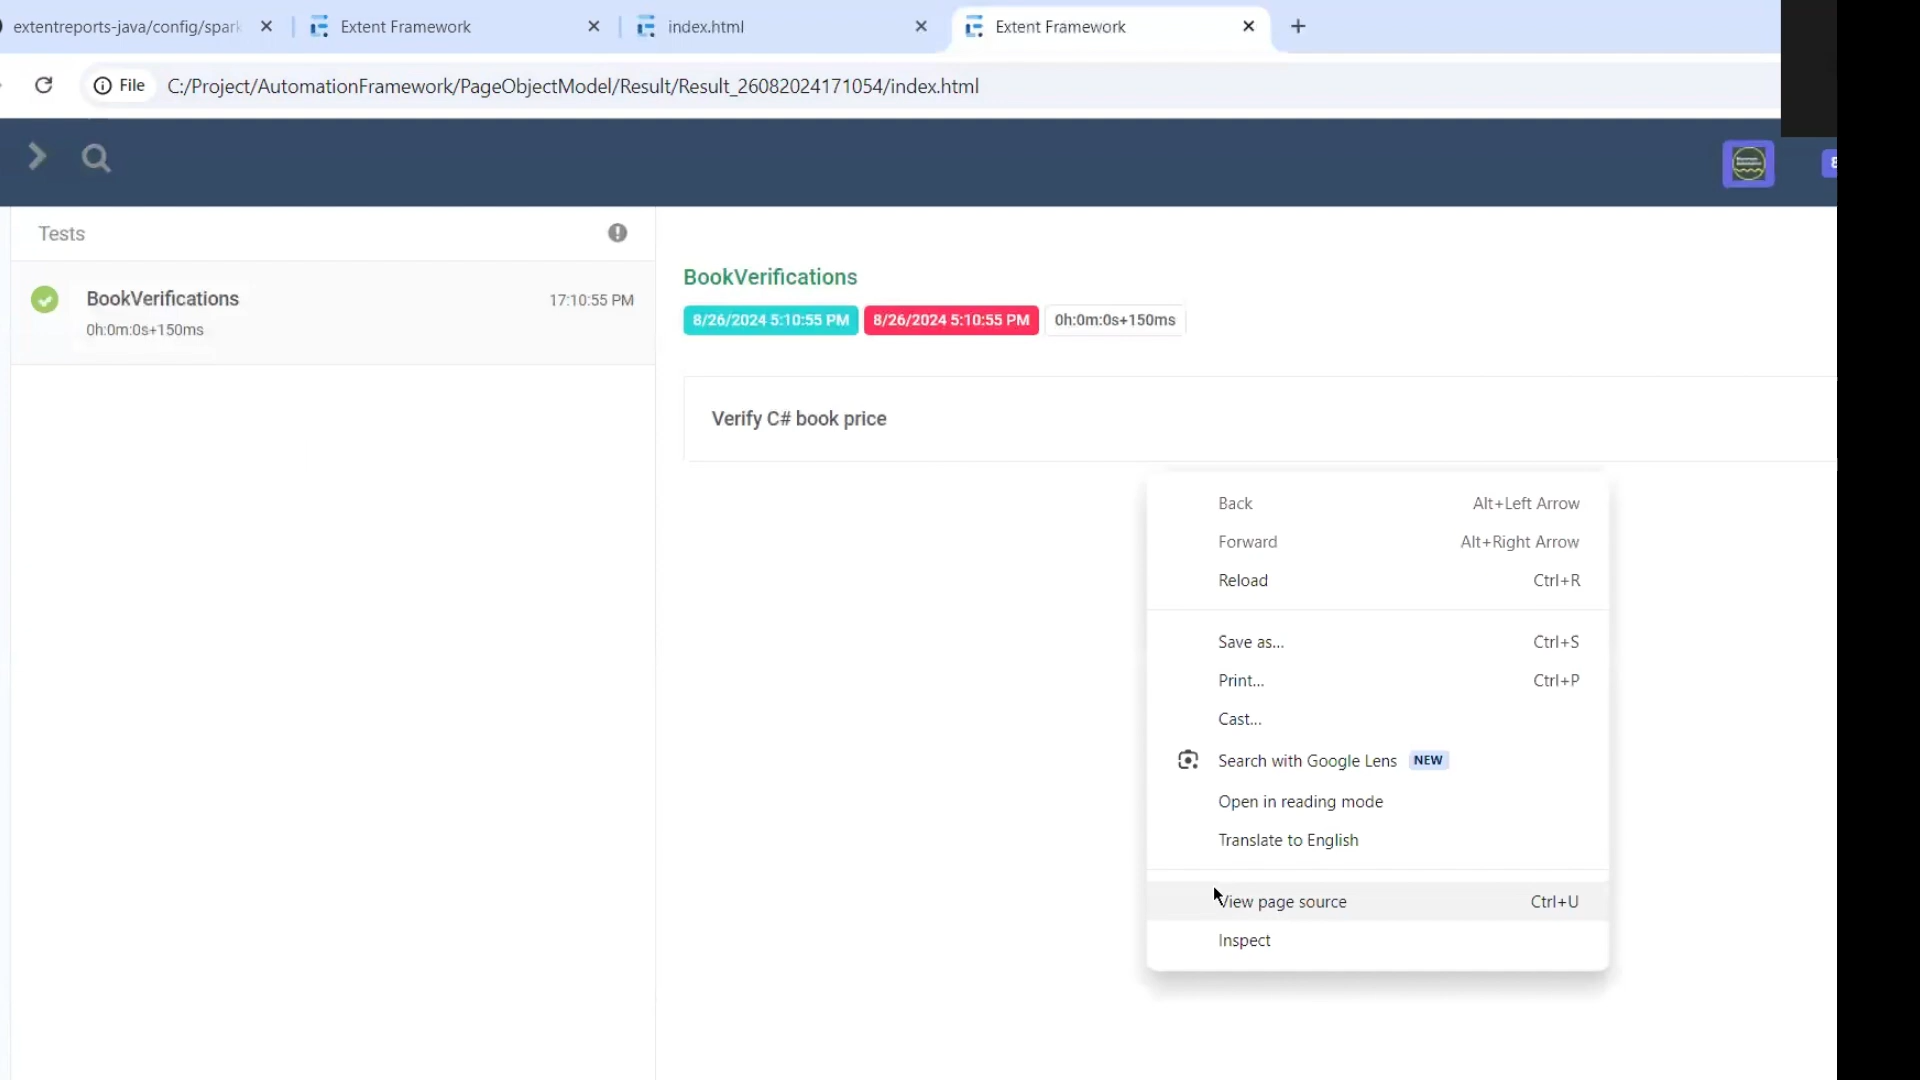 extentreports-java/config/spark
Extent Framework
index.html
Extent Framework
File
C:/Project/AutomationFramework/PageObjectModel/Result/Result_26082024171054/index.html
Tests
BookVerifications
17:10:55 PM
0h:0m:0s+150ms
BookVerifications
8/26/2024 5:10:55 PM
8/26/2024 5:10:55 PM
0h:0m:0s+150ms
Verify C# book price
Back Alt+Left Arrow
Forward Alt+Right Arrow
Reload Ctrl+R
Save as... Ctrl+S
Print... Ctrl+P
Cast...
Search with Google Lens NEW
Open in reading mode
Translate to English
View page source Ctrl+U
Inspect